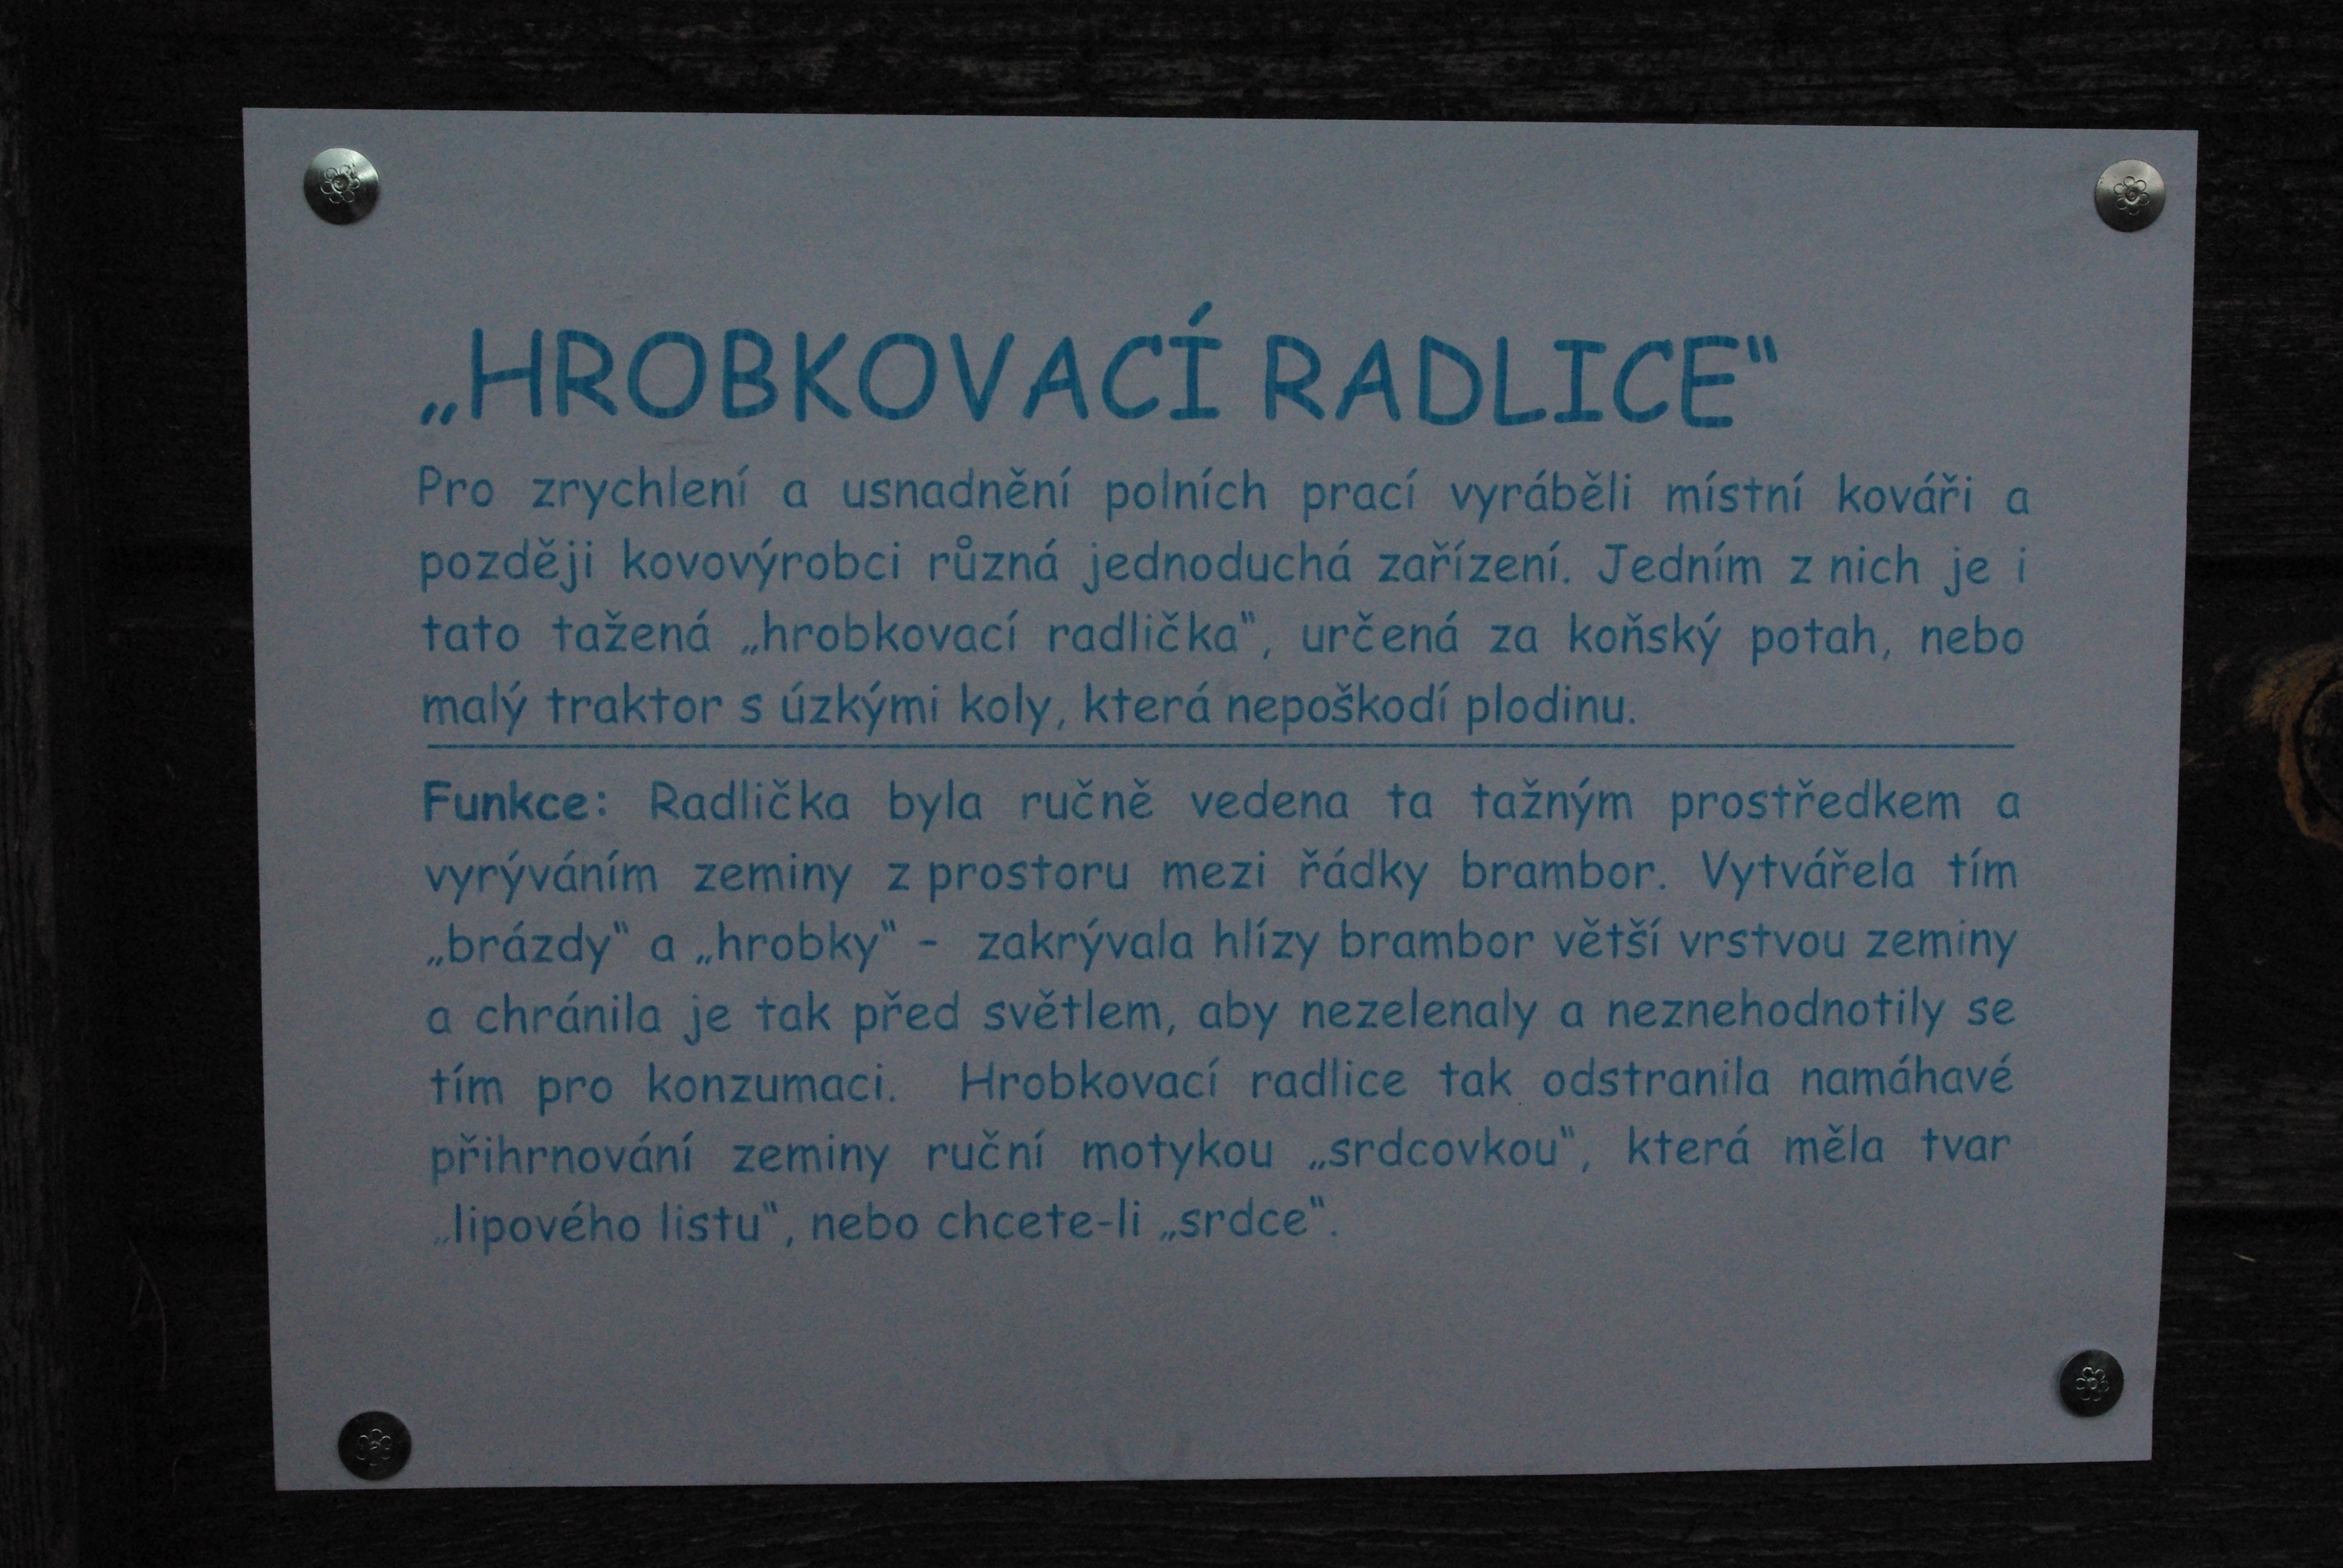 „HROBKOVACÍ RADLICE“
Pro zrychlení a usnadnění polních prací vyráběli místní kováři a
později kovovýrobci různá jednoduchá zařízení. Jedním z nich je i
tato tažená „hrobkovací radlička“, určená za koňský potah, nebo
malý traktor s úzkými koly, která nepoškodí plodinu.
Funkce: Radlička byla ručně vedena ta tažným prostředkem a
vyrýváním zeminy z prostoru mezi řádky brambor. Vytvářela tím
„brázdy“ a „hrobky“ - zakrývala hlízy brambor větší vrstvou zeminy
a chránila je tak před světlem, aby nezelenaly a neznehodnotily se
tím pro konzumaci. Hrobkovací radlice tak odstranila namáhavé
přihrnování zeminy ruční motykou „srdcovkou“, která měla tvar
„lipového listu“, nebo chcete-li „srdce“.